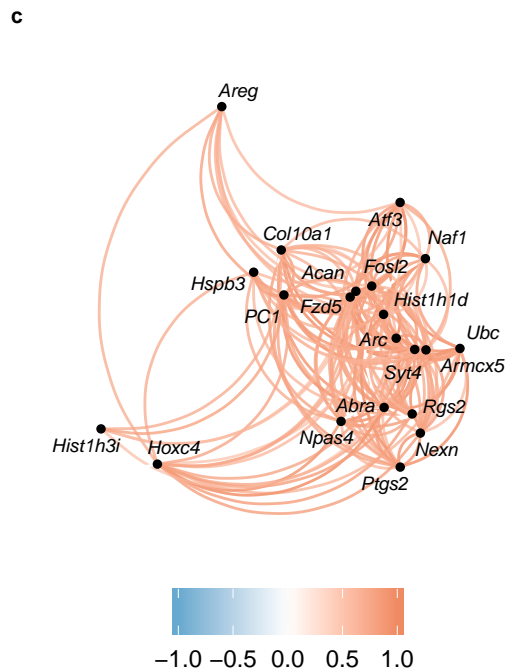 c
Areg
Atf3
Col10a1
Naf1
Hspb3
Acan
Fosl2
PC1
Fzd5
Hist1h1d
Arc
Ubc
Syt4
Armcx5
Abra
Rgs2
Npas4
Nexn
Hist1h3i
Hoxc4
Ptgs2
−1.0 −0.5 0.0 0.5 1.0